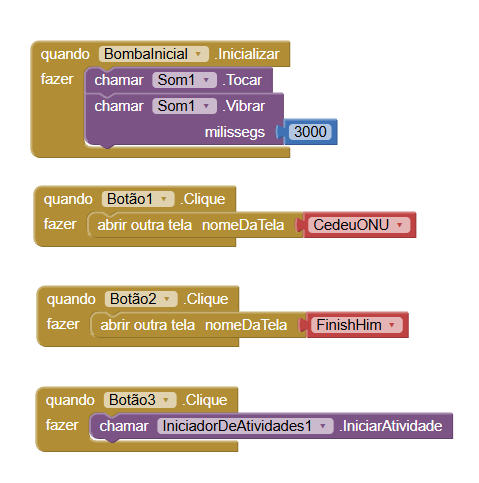 quando BombaInicial .Inicializar
fazer chamar Som1 .Tocar
chamar Som1 .Vibrar
milissegs 3000
quando Botão1 .Clique
fazer abrir outra tela nomeDaTela CedeuONU
quando Botão2 .Clique
fazer abrir outra tela nomeDaTela FinishHim
quando Botão3 .Clique
fazer chamar IniciadorDeAtividades1 .IniciarAtividade